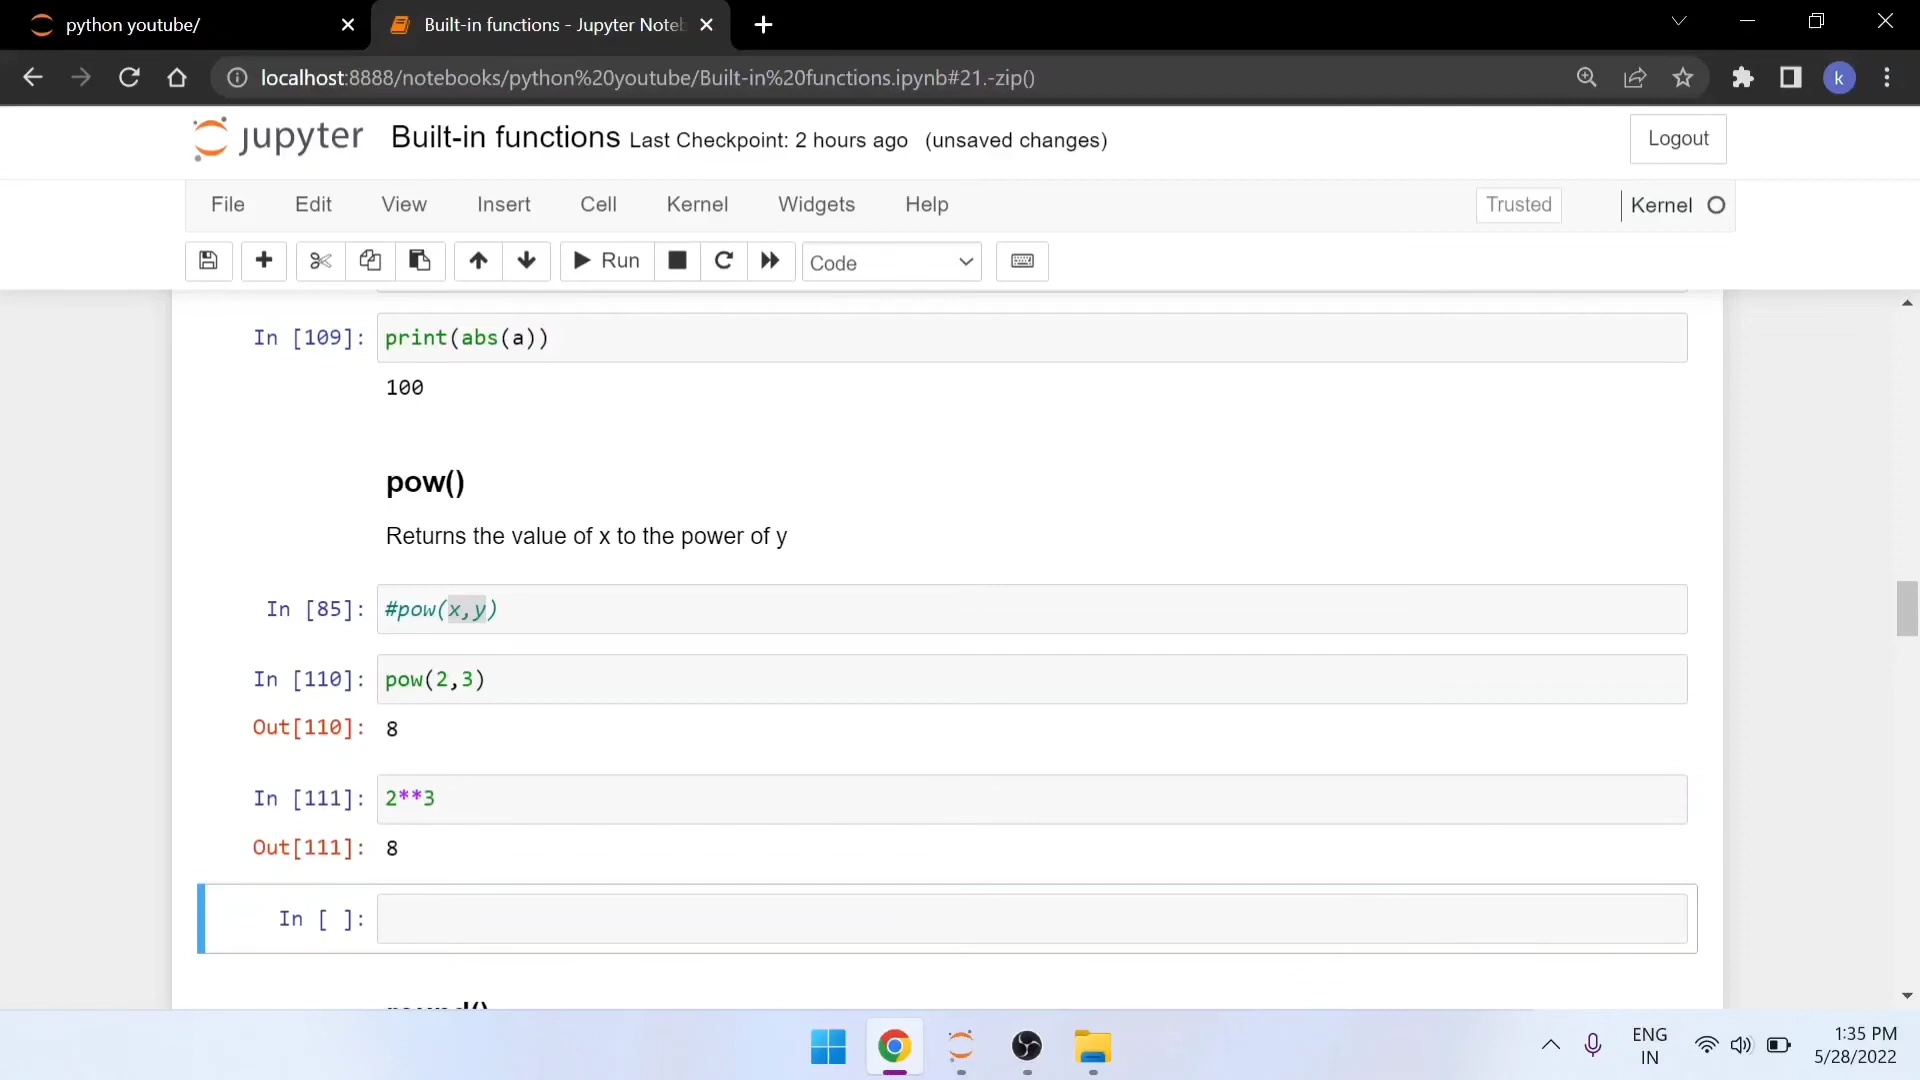 python youtube/
Built-in functions - Jupyter Note
localhost:8888/notebooks/python%20youtube/Built-in%20functions.ipynb#21.-zip()
k
jupyter Built-in functions Last Checkpoint: 2 hours ago (unsaved changes)
Logout
File Edit View Insert Cell Kernel Widgets Help
Trusted
Kernel
Run
Code
In [109]: print(abs(a))
100
pow()
Returns the value of x to the power of y
In [85]: #pow(x,y)
In [110]: pow(2,3)
Out[110]: 8
In [111]: 2**3
Out[111]: 8
In [ ]:
round()
ENG
IN
1:35 PM
5/28/2022